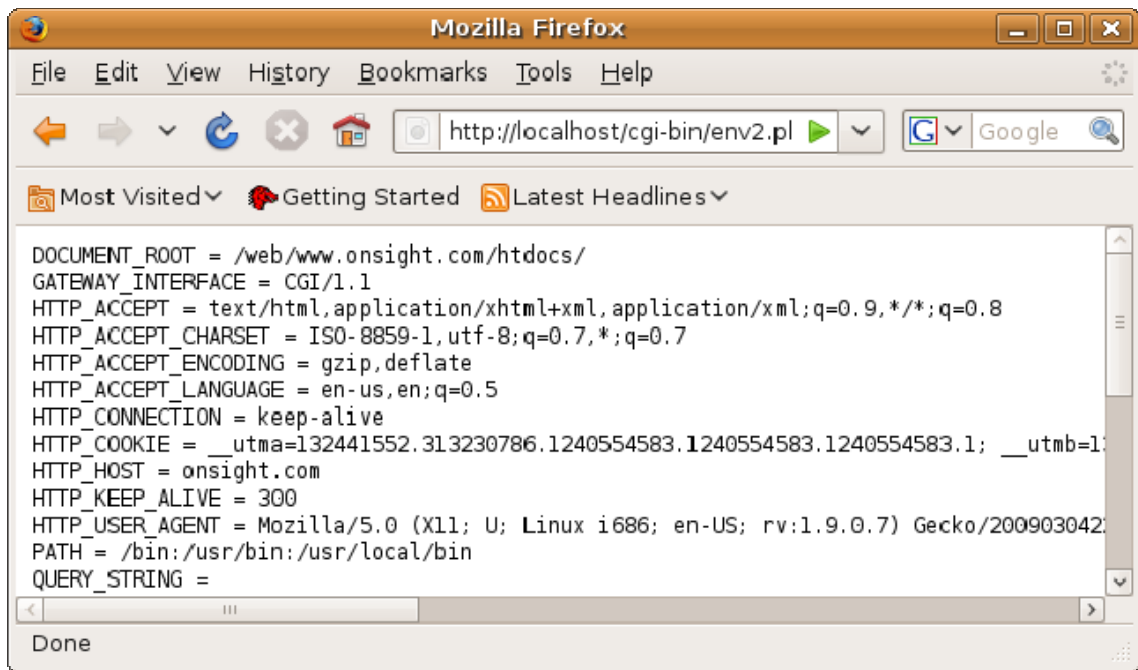 Mozilla Firefox
File Edit View History Bookmarks Tools Help
http://localhost/cgi-bin/env2.pl G Google
Most Visited Getting Started Latest Headlines
DOCUMENT_ROOT = /web/www.onsight.com/htdocs/
GATEWAY_INTERFACE = CGI/1.1
HTTP_ACCEPT = text/html,application/xhtml+xml,application/xml;q=0.9,*/*;q=0.8
HTTP_ACCEPT_CHARSET = ISO-8859-1,utf-8;q=0.7,*;q=0.7
HTTP_ACCEPT_ENCODING = gzip,deflate
HTTP_ACCEPT_LANGUAGE = en-us,en;q=0.5
HTTP_CONNECTION = keep-alive
HTTP_COOKIE = __utma=132441552.313230786.1240554583.1240554583.1240554583.1; __utmb=1
HTTP_HOST = onsight.com
HTTP_KEEP_ALIVE = 300
HTTP_USER_AGENT = Mozilla/5.0 (X11; U; Linux i686; en-US; rv:1.9.0.7) Gecko/200903042
PATH = /bin:/usr/bin:/usr/local/bin
QUERY_STRING =
Done